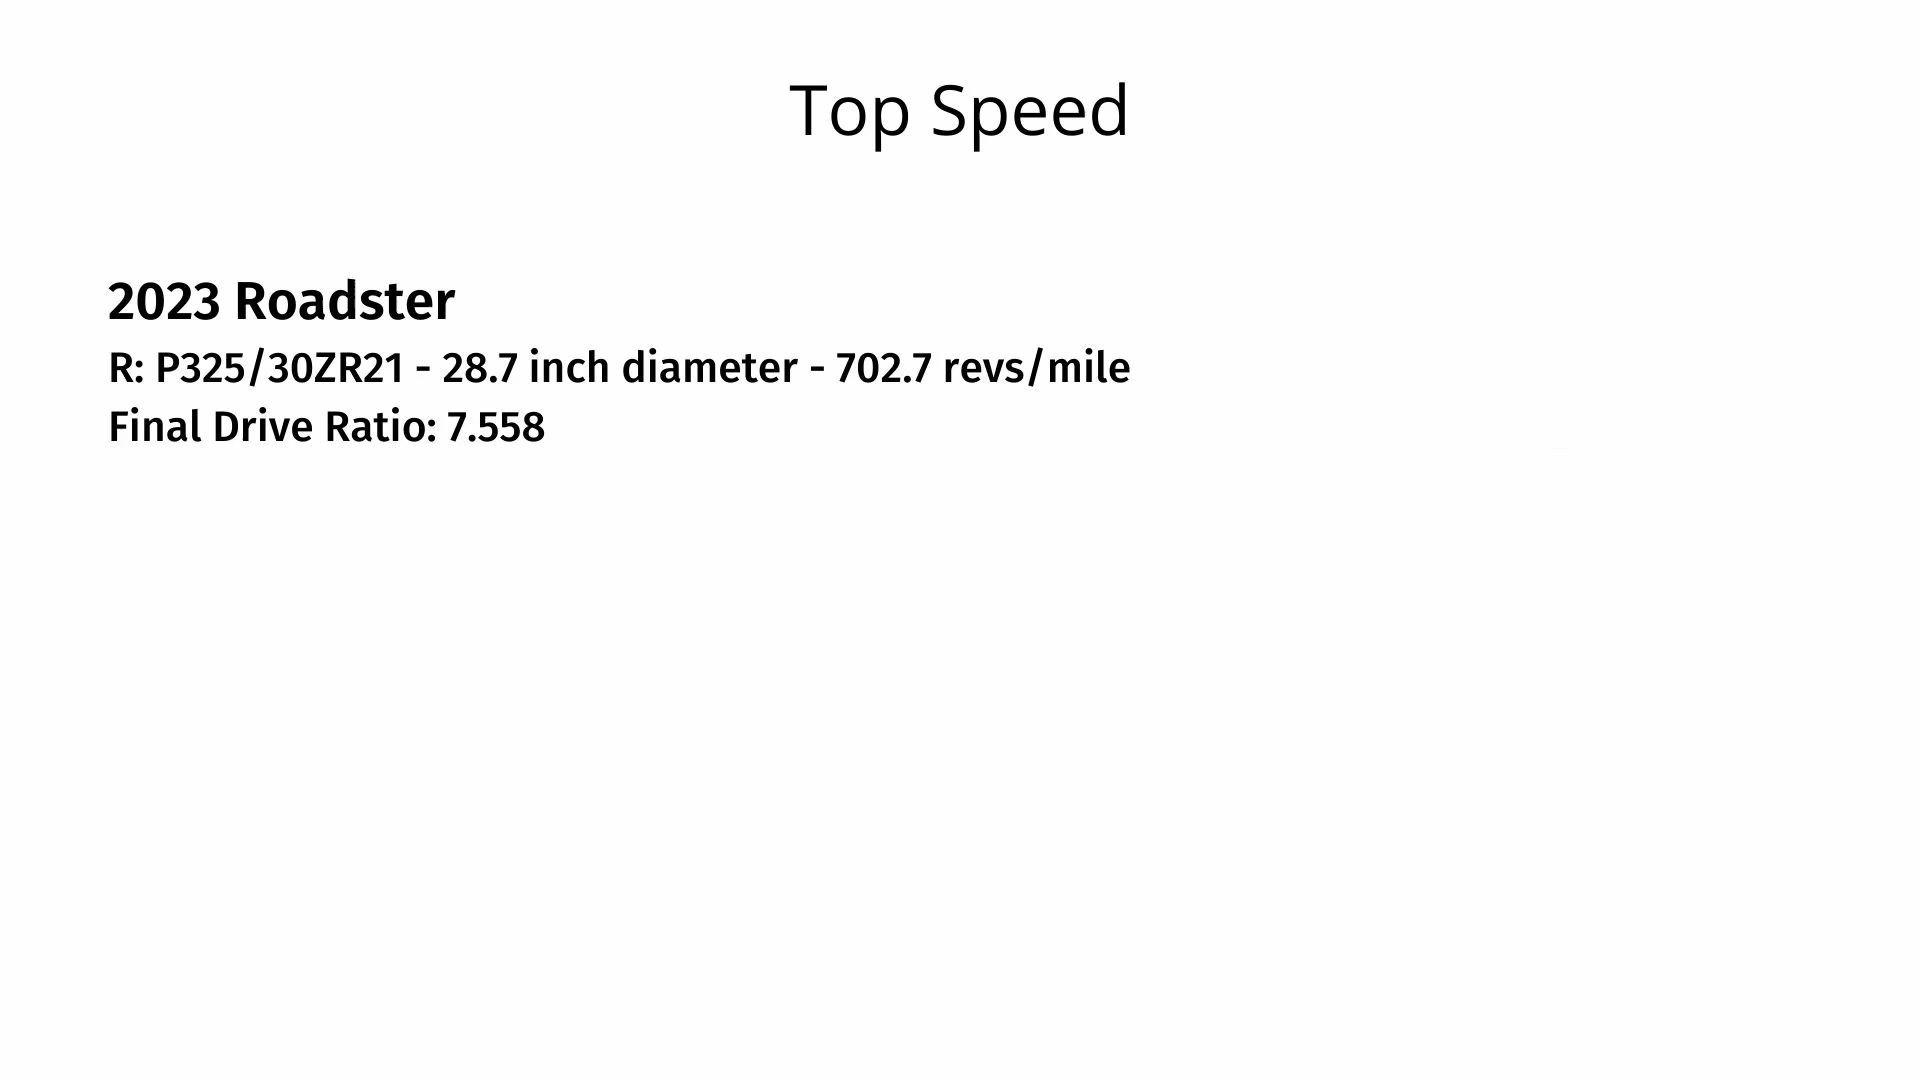 Top Speed
2023 Roadster
R: P325/30ZR21 - 28.7 inch diameter - 702.7 revs/mile
Final Drive Ratio: 7.558